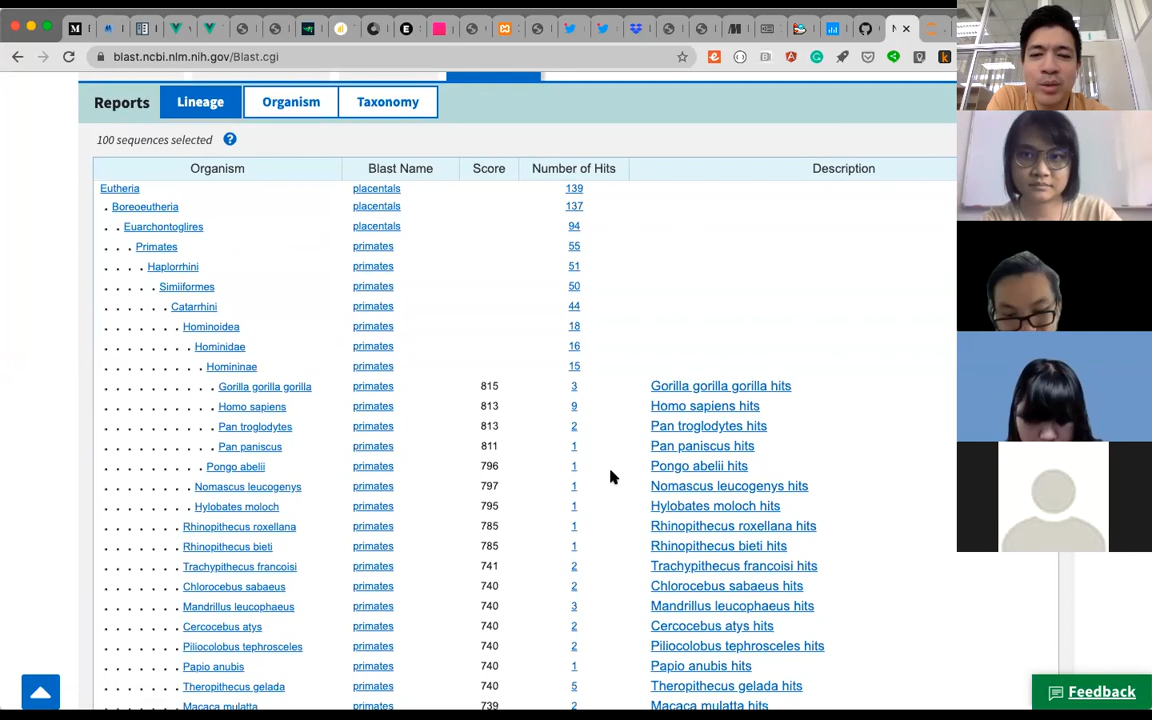 blast.ncbi.nlm.nih.gov/Blast.cgi
Reports Lineage Organism Taxonomy
100 sequences selected ?
Organism Blast Name Score Number of Hits Description
Eutheria placentals 139
. Boreoeutheria placentals 137
. . Euarchontoglires placentals 94
. . . Primates primates 55
. . . . Haplorrhini primates 51
. . . . . Simiiformes primates 50
. . . . . . Catarrhini primates 44
. . . . . . . Hominoidea primates 18
. . . . . . . . Hominidae primates 16
. . . . . . . . . Homininae primates 15
. . . . . . . . . . Gorilla gorilla gorilla primates 815 3 Gorilla gorilla gorilla hits
. . . . . . . . . . Homo sapiens primates 813 9 Homo sapiens hits
. . . . . . . . . . Pan troglodytes primates 813 2 Pan troglodytes hits
. . . . . . . . . . Pan paniscus primates 811 1 Pan paniscus hits
. . . . . . . . . Pongo abelii primates 796 1 Pongo abelii hits
. . . . . . . . Nomascus leucogenys primates 797 1 Nomascus leucogenys hits
. . . . . . . . Hylobates moloch primates 795 1 Hylobates moloch hits
. . . . . . . Rhinopithecus roxellana primates 785 1 Rhinopithecus roxellana hits
. . . . . . . Rhinopithecus bieti primates 785 1 Rhinopithecus bieti hits
. . . . . . . Trachypithecus francoisi primates 741 2 Trachypithecus francoisi hits
. . . . . . . Chlorocebus sabaeus primates 740 2 Chlorocebus sabaeus hits
. . . . . . . Mandrillus leucophaeus primates 740 3 Mandrillus leucophaeus hits
. . . . . . . Cercocebus atys primates 740 2 Cercocebus atys hits
. . . . . . . Piliocolobus tephrosceles primates 740 2 Piliocolobus tephrosceles hits
. . . . . . . Papio anubis primates 740 1 Papio anubis hits
. . . . . . . Theropithecus gelada primates 740 5 Theropithecus gelada hits
. . . . . . . Macaca mulatta primates 739 2 Macaca mulatta hits
Feedback